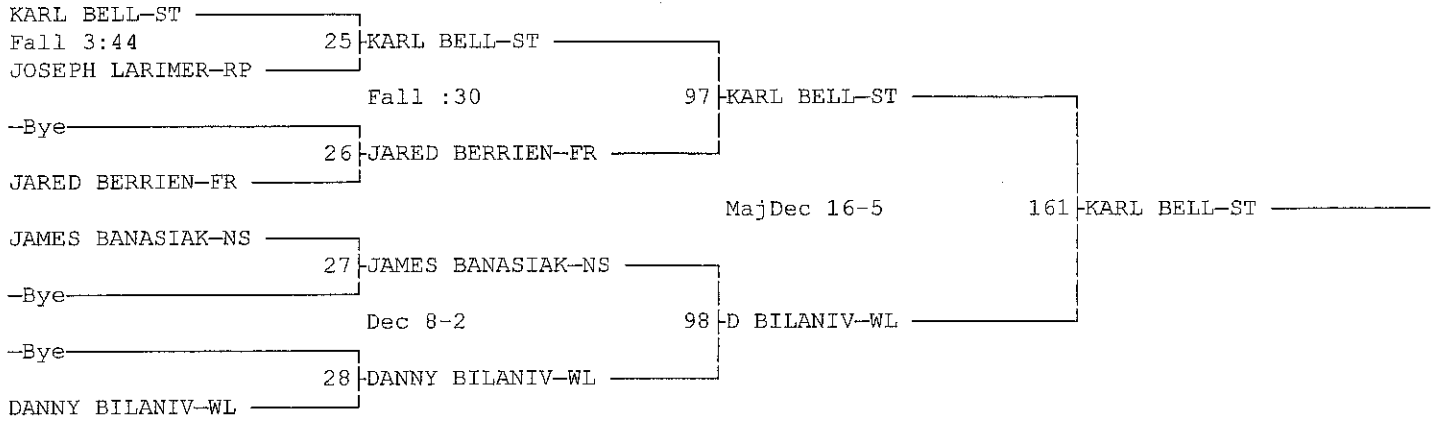 KARL BELL—ST
Fall 3:44 25 KARL BELL—ST
JOSEPH LARIMER—RP
Fall :30 97 KARL BELL—ST
—Bye—
26 JARED BERRIEN—FR
JARED BERRIEN—FR
MajDec 16-5 161 KARL BELL—ST
JAMES BANASIAK—NS
27 JAMES BANASIAK—NS
—Bye—
Dec 8-2 98 D BILANIV—WL
—Bye—
28 DANNY BILANIV—WL
DANNY BILANIV—WL